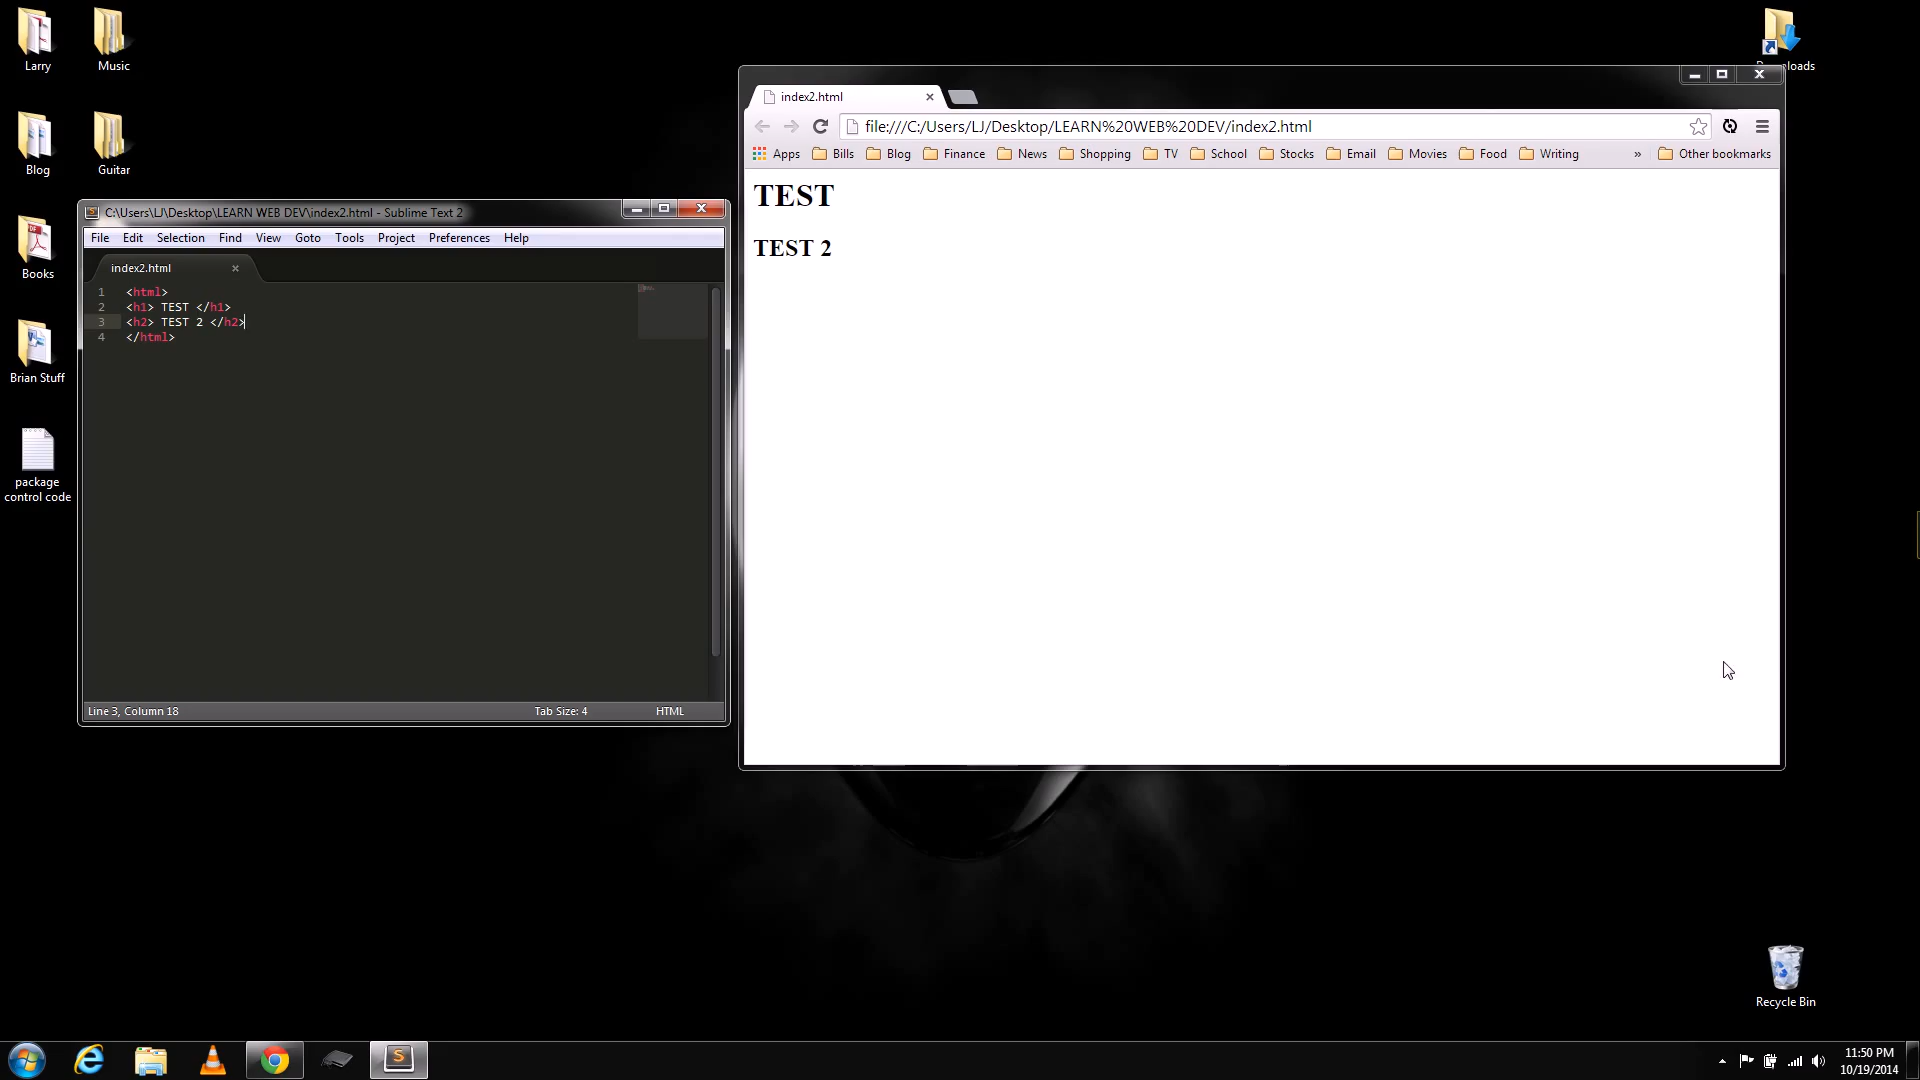 Larry
Music
Blog
Guitar
Books
Brian Stuff
package
control code
C:\Users\LJ\Desktop\LEARN WEB DEV\index2.html - Sublime Text 2
File Edit Selection Find View Goto Tools Project Preferences Help
index2.html
1 <html>
2 <h1> TEST </h1>
3 <h2> TEST 2 </h2>
4 </html>
Line 3, Column 18
Tab Size: 4
HTML
index2.html
file:///C:/Users/LJ/Desktop/LEARN%20WEB%20DEV/index2.html
Apps Bills Blog Finance News Shopping TV School Stocks Email Movies Food Writing » Other bookmarks
TEST
TEST 2
Recycle Bin
11:50 PM
10/19/2014